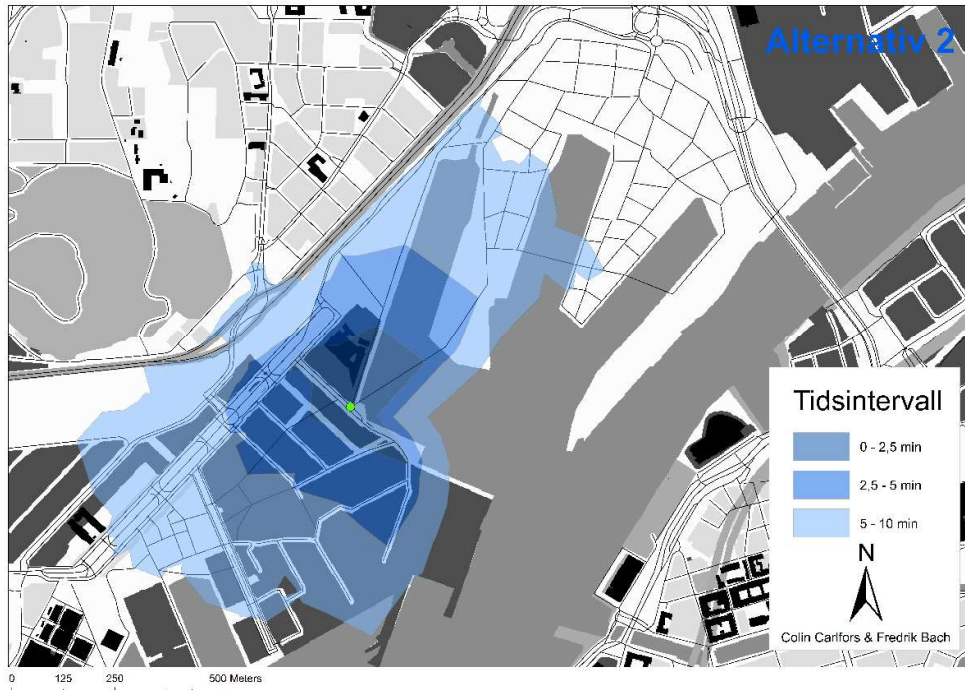 Alternativ 2
Tidsintervall
0 - 2,5 min
2,5 - 5 min
5 - 10 min
N
Colin Carlfors & Fredrik Bach
0 125 250 500 Meters